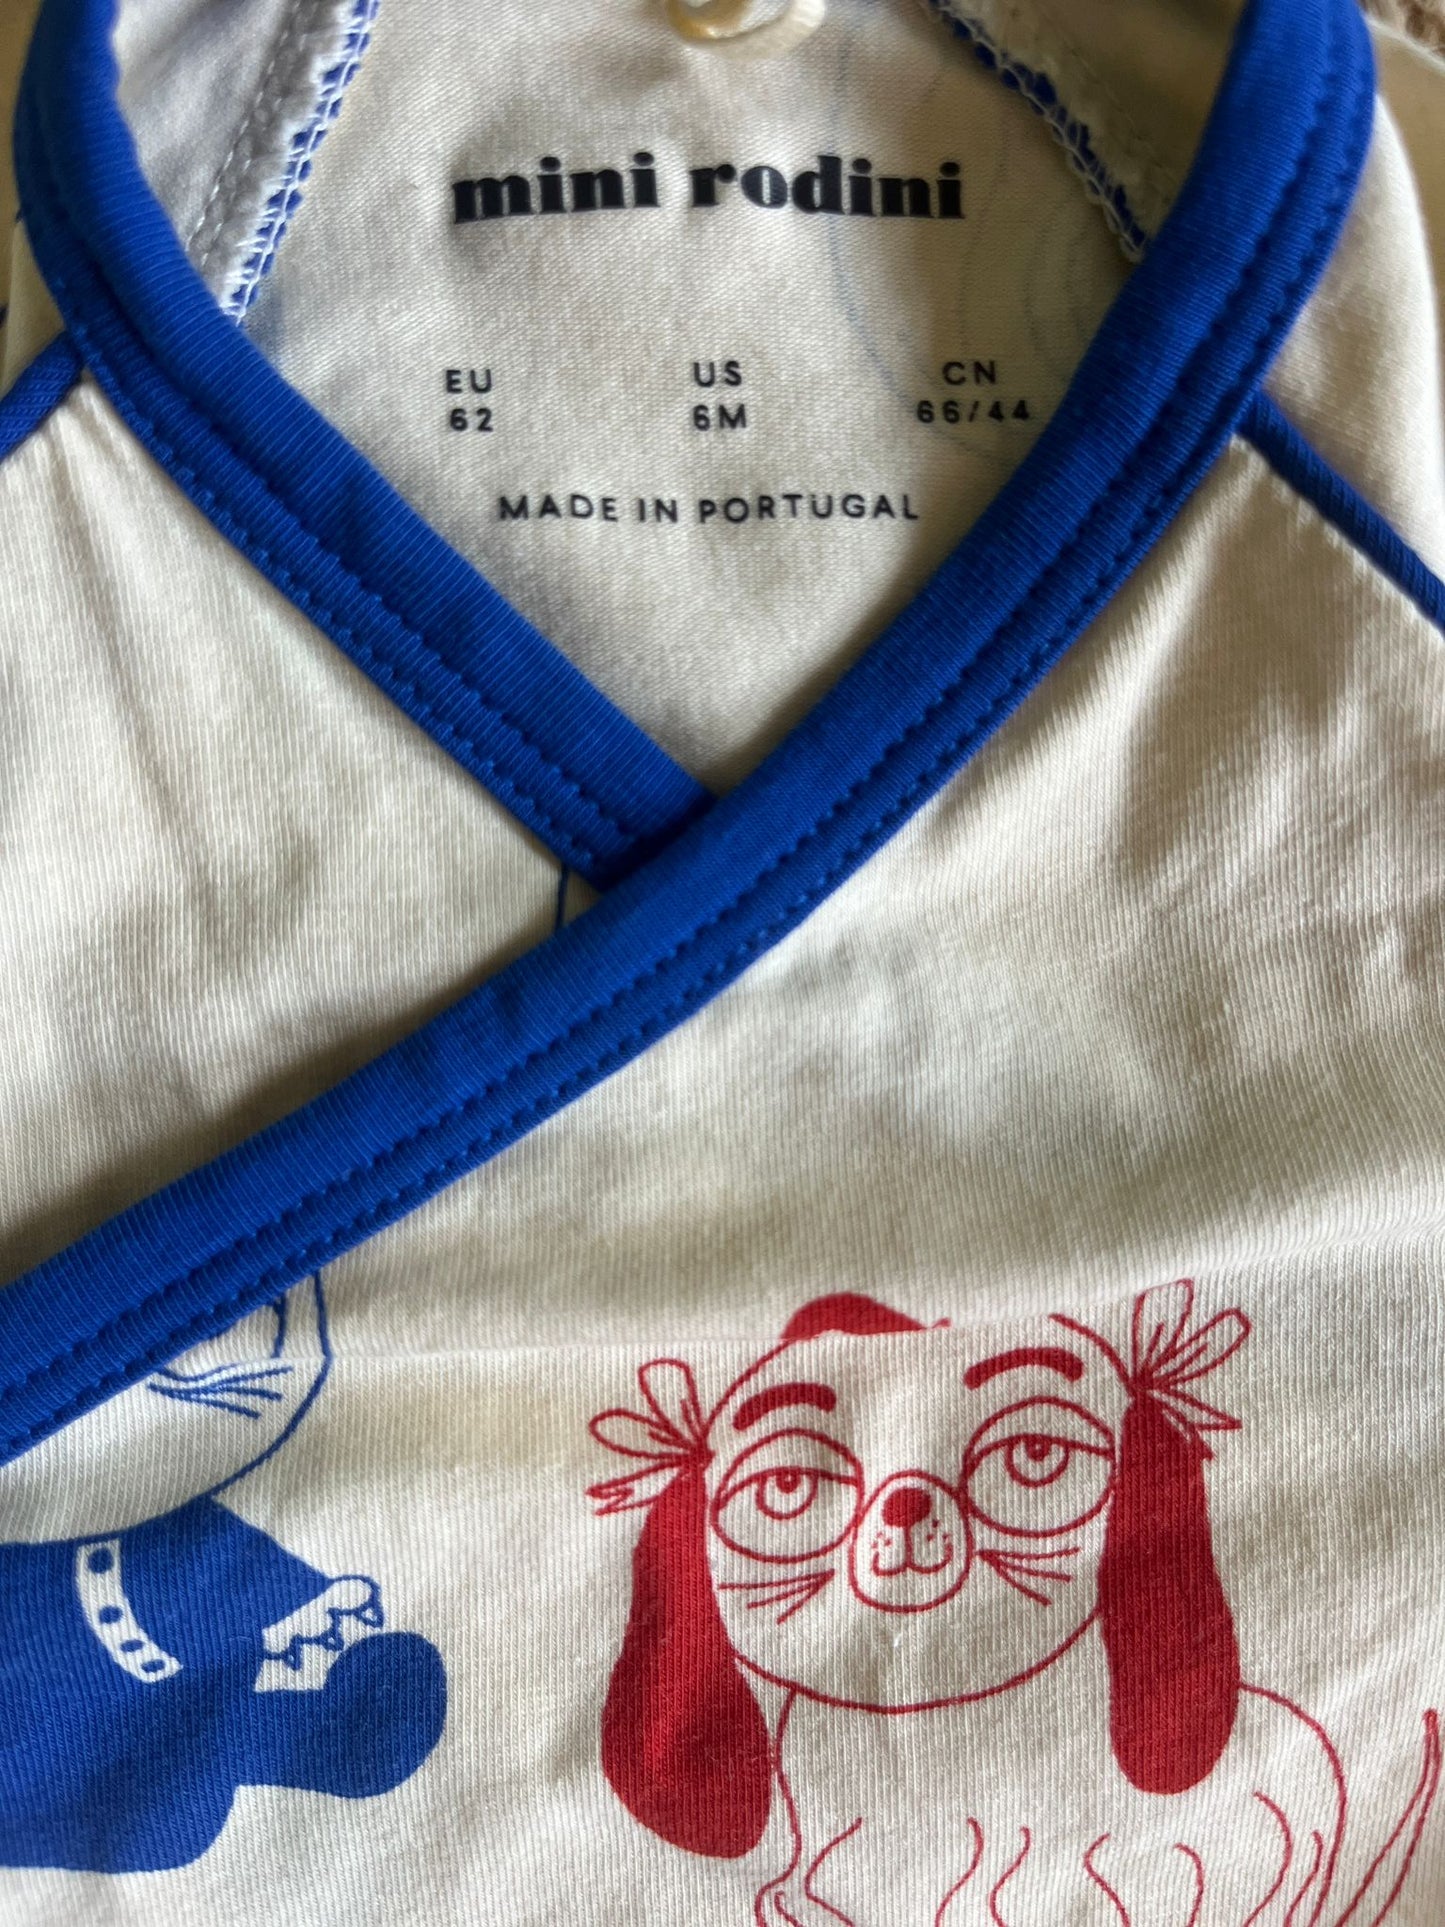 mini rodini
EU US CN
62 6M 66/44
MADE IN PORTUGAL